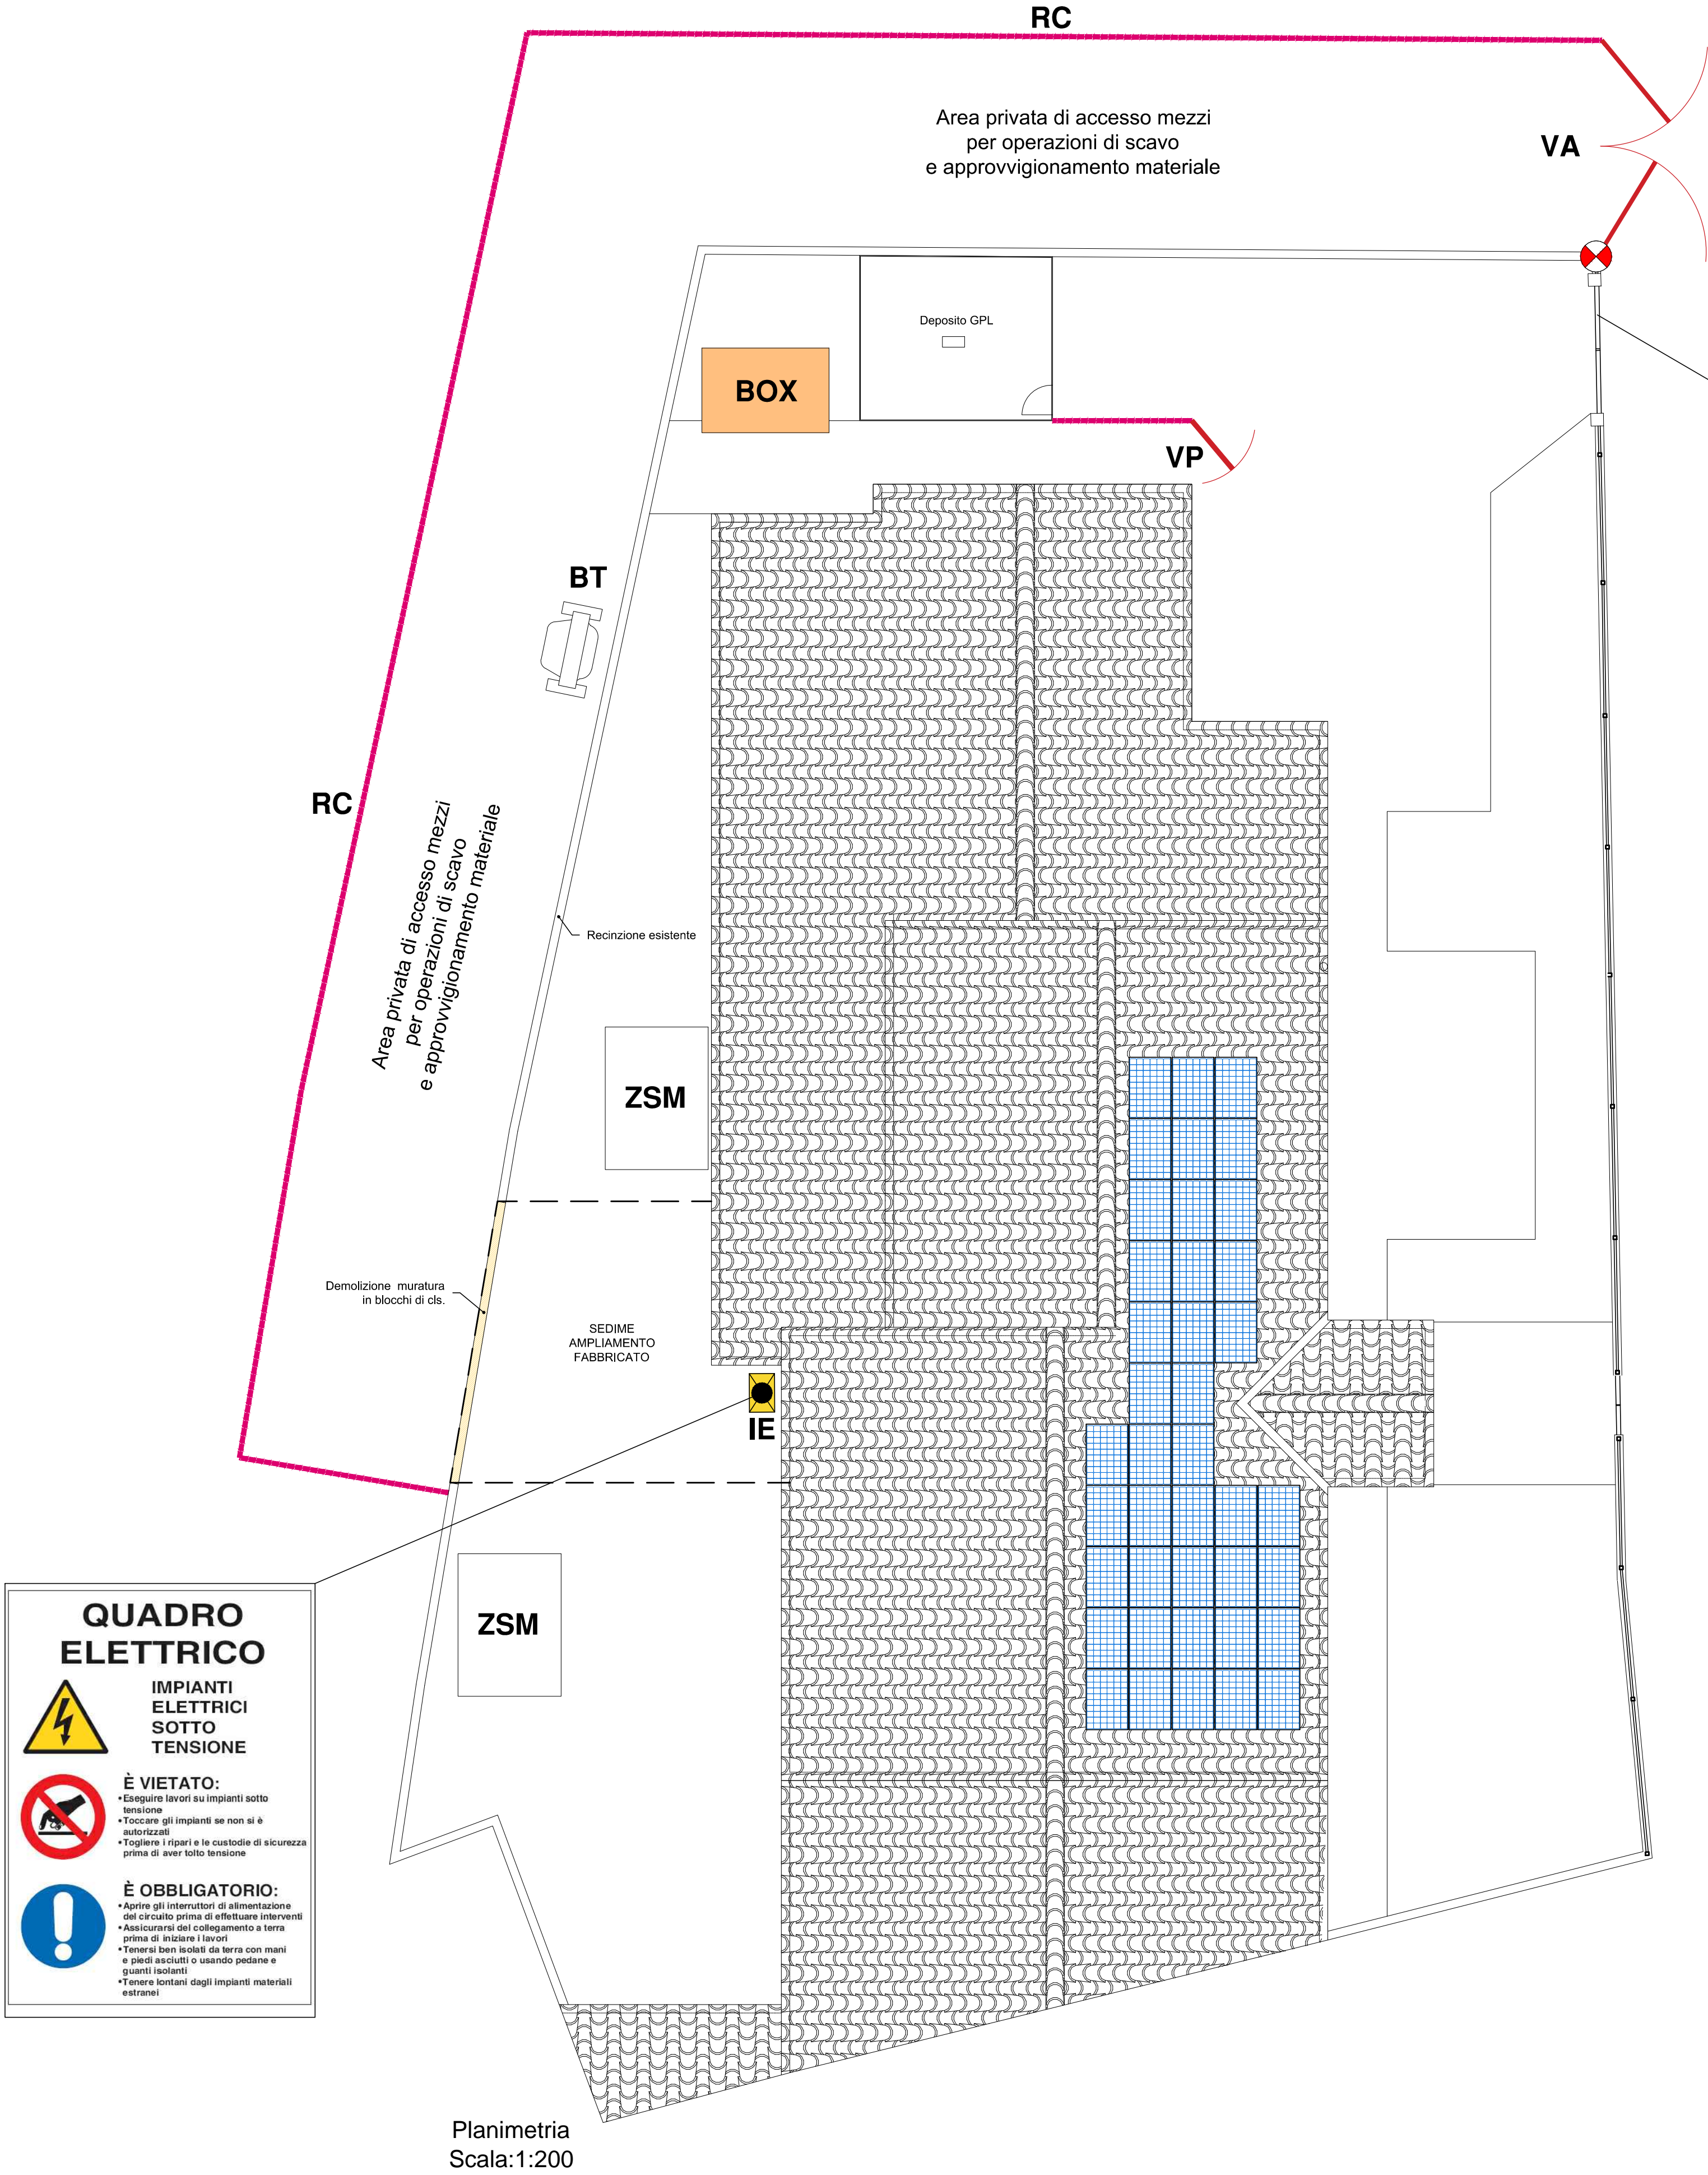 RC
Area privata di accesso mezzi
per operazioni di scavo
e approvvigionamento materiale
VA
Deposito GPL
BOX
VP
BT
RC
Area privata di accesso mezzi
per operazioni di scavo
e approvvigionamento materiale
Recinzione esistente
ZSM
Demolizione muratura
in blocchi di cls.
SEDIME
AMPLIAMENTO
FABBRICATO
IE
ZSM
QUADRO
ELETTRICO
IMPIANTI
ELETTRICI
SOTTO
TENSIONE
È VIETATO:
•Eseguire lavori su impianti sotto
tensione
•Toccare gli impianti se non si è
autorizzati
•Togliere i ripari e le custodie di sicurezza
prima di aver tolto tensione
È OBBLIGATORIO:
•Aprire gli interruttori di alimentazione
del circuito prima di effettuare interventi
•Assicurarsi del collegamento a terra
prima di iniziare i lavori
•Tenersi ben isolati da terra con mani
e piedi asciutti o usando pedane e
guanti isolanti
•Tenere lontani dagli impianti materiali
estranei
Planimetria
Scala:1:200